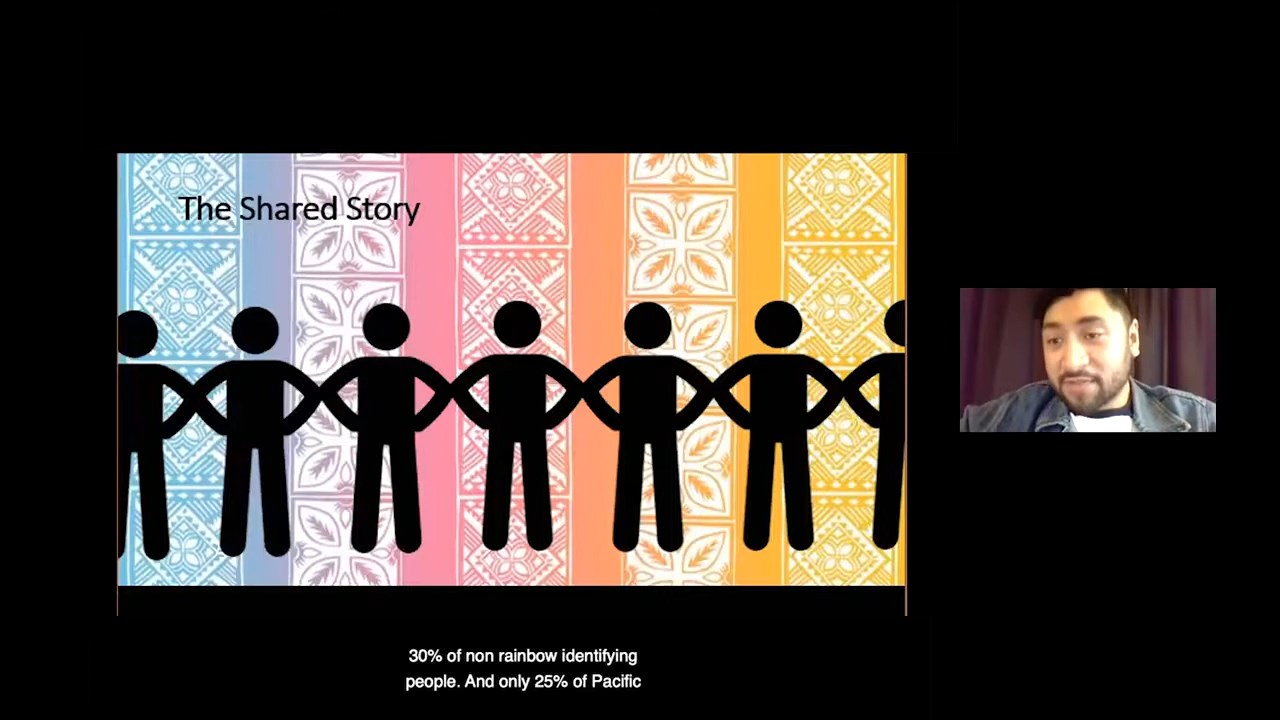 The Shared Story
30% of non rainbow identifying
people. And only 25% of Pacific